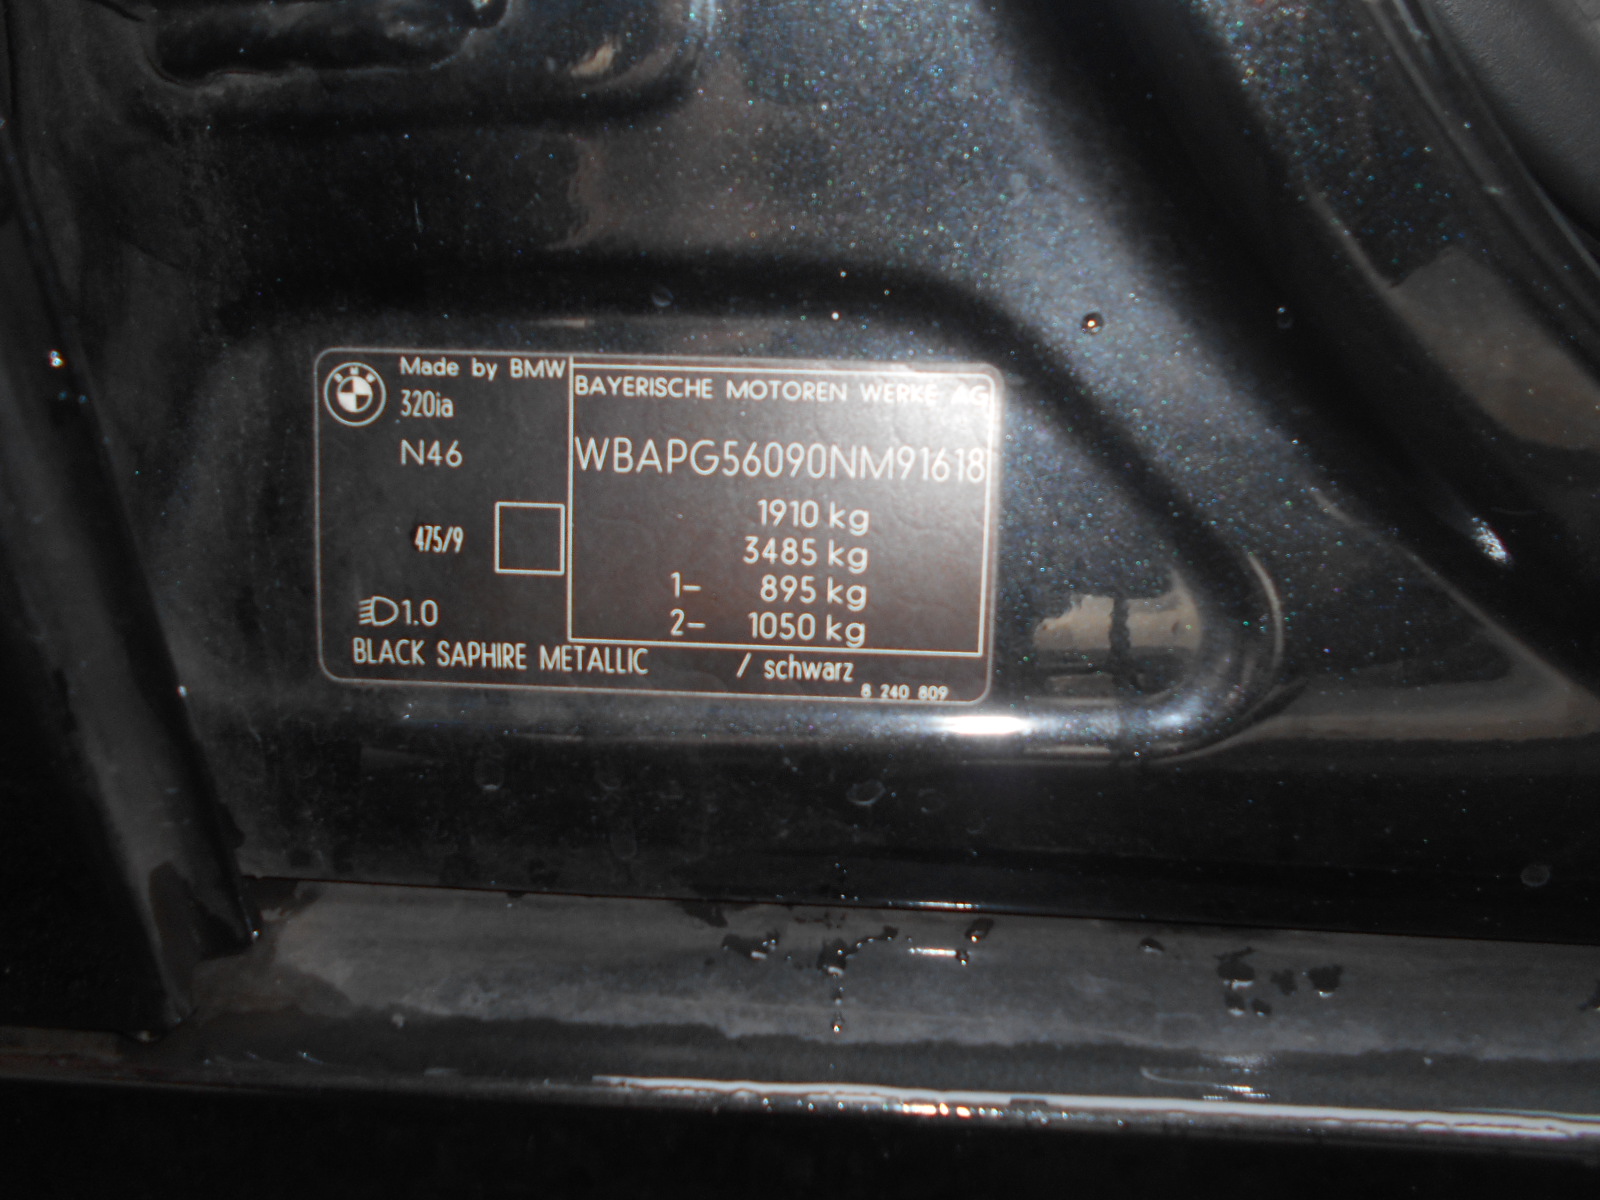 Made by BMW
320ia
N46
475/9
1.0
BAYERISCHE MOTOREN WERKE AG
WBAPG56090NM91618
1910 kg
3485 kg
1- 895 kg
2- 1050 kg
BLACK SAPHIRE METALLIC / schwarz
8 240 809